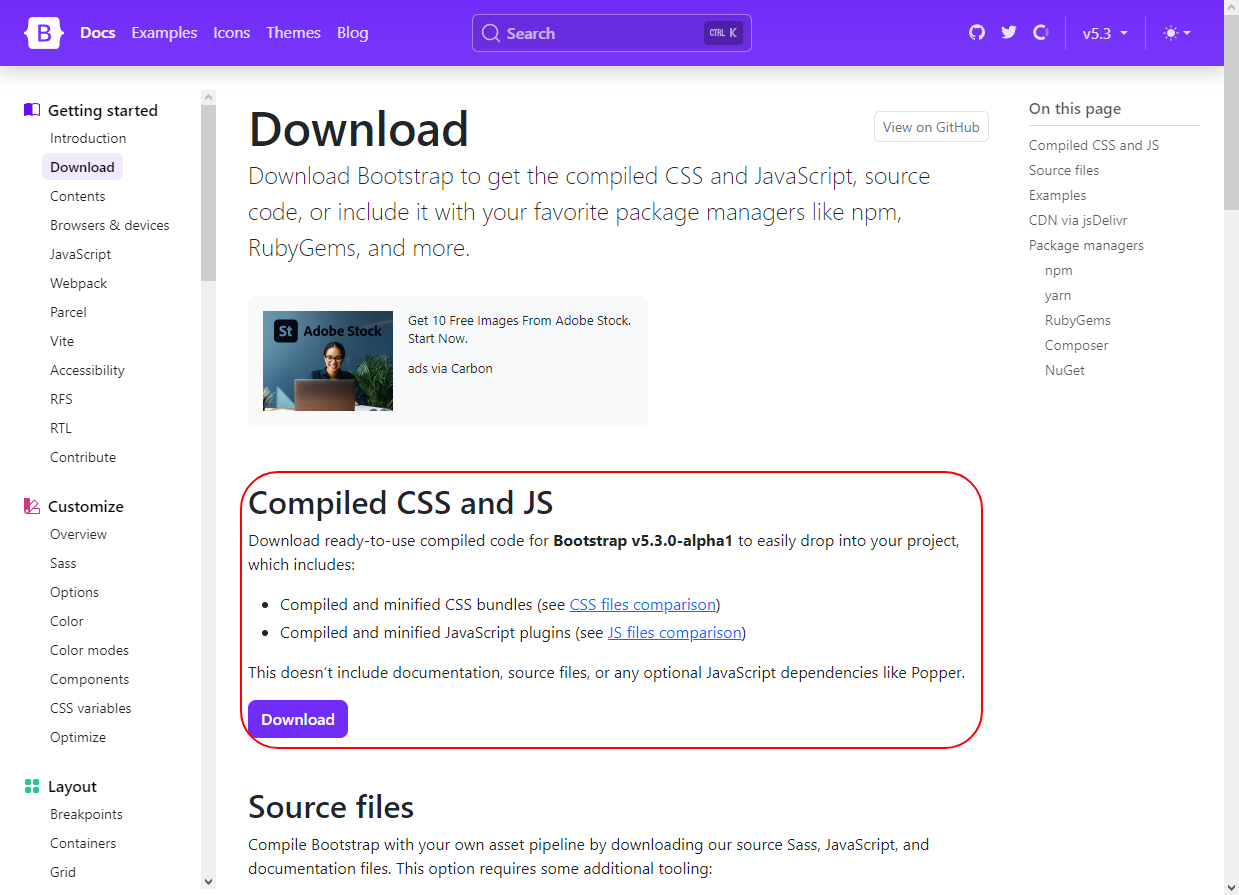 B Docs Examples Icons Themes Blog Search CTRL K v5.3
Getting started
Introduction
Download
Contents
Browsers & devices
JavaScript
Webpack
Parcel
Vite
Accessibility
RFS
RTL
Contribute
Customize
Overview
Sass
Options
Color
Color modes
Components
CSS variables
Optimize
Layout
Breakpoints
Containers
Grid
Download
View on GitHub
Download Bootstrap to get the compiled CSS and JavaScript, source
code, or include it with your favorite package managers like npm,
RubyGems, and more.
St Adobe Stock
Get 10 Free Images From Adobe Stock.
Start Now.
ads via Carbon
Compiled CSS and JS
Download ready-to-use compiled code for Bootstrap v5.3.0-alpha1 to easily drop into your project,
which includes:
• Compiled and minified CSS bundles (see CSS files comparison)
• Compiled and minified JavaScript plugins (see JS files comparison)
This doesn’t include documentation, source files, or any optional JavaScript dependencies like Popper.
Download
Source files
Compile Bootstrap with your own asset pipeline by downloading our source Sass, JavaScript, and
documentation files. This option requires some additional tooling:
On this page
Compiled CSS and JS
Source files
Examples
CDN via jsDelivr
Package managers
npm
yarn
RubyGems
Composer
NuGet